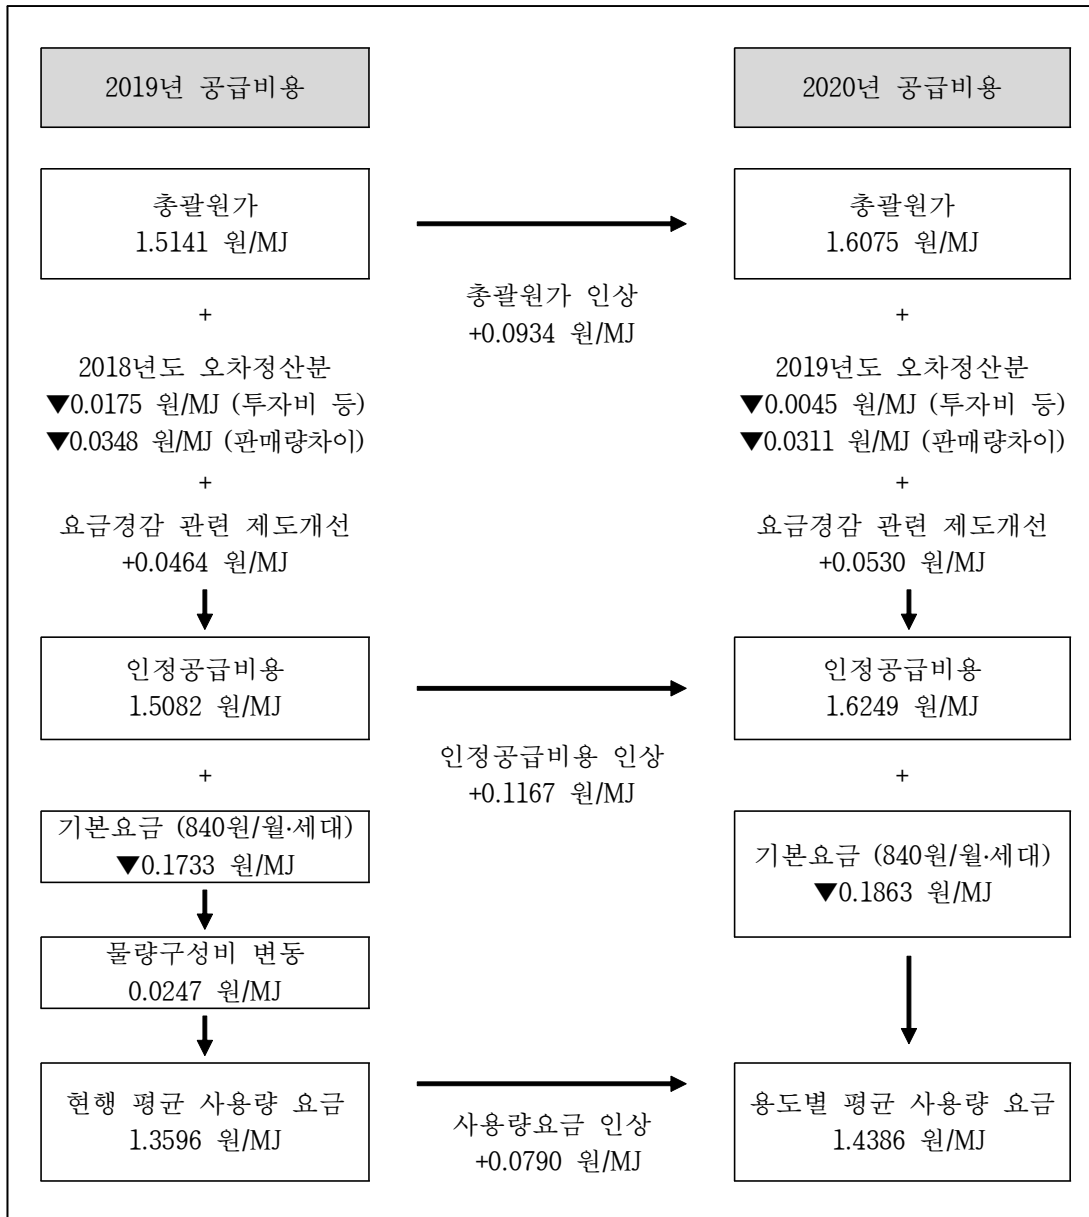 2019년 공급비용
2020년 공급비용
총괄원가
1.5141 원/MJ
총괄원가
1.6075 원/MJ
총괄원가 인상
+0.0934 원/MJ
+
+
2018년도 오차정산분
▼0.0175 원/MJ (투자비 등)
▼0.0348 원/MJ (판매량차이)
2019년도 오차정산분
▼0.0045 원/MJ (투자비 등)
▼0.0311 원/MJ (판매량차이)
+
+
요금경감 관련 제도개선
+0.0464 원/MJ
요금경감 관련 제도개선
+0.0530 원/MJ
인정공급비용
1.5082 원/MJ
인정공급비용
1.6249 원/MJ
인정공급비용 인상
+0.1167 원/MJ
+
+
기본요금 (840원/월·세대)
▼0.1733 원/MJ
기본요금 (840원/월·세대)
▼0.1863 원/MJ
물량구성비 변동
0.0247 원/MJ
현행 평균 사용량 요금
1.3596 원/MJ
사용량요금 인상
+0.0790 원/MJ
용도별 평균 사용량 요금
1.4386 원/MJ